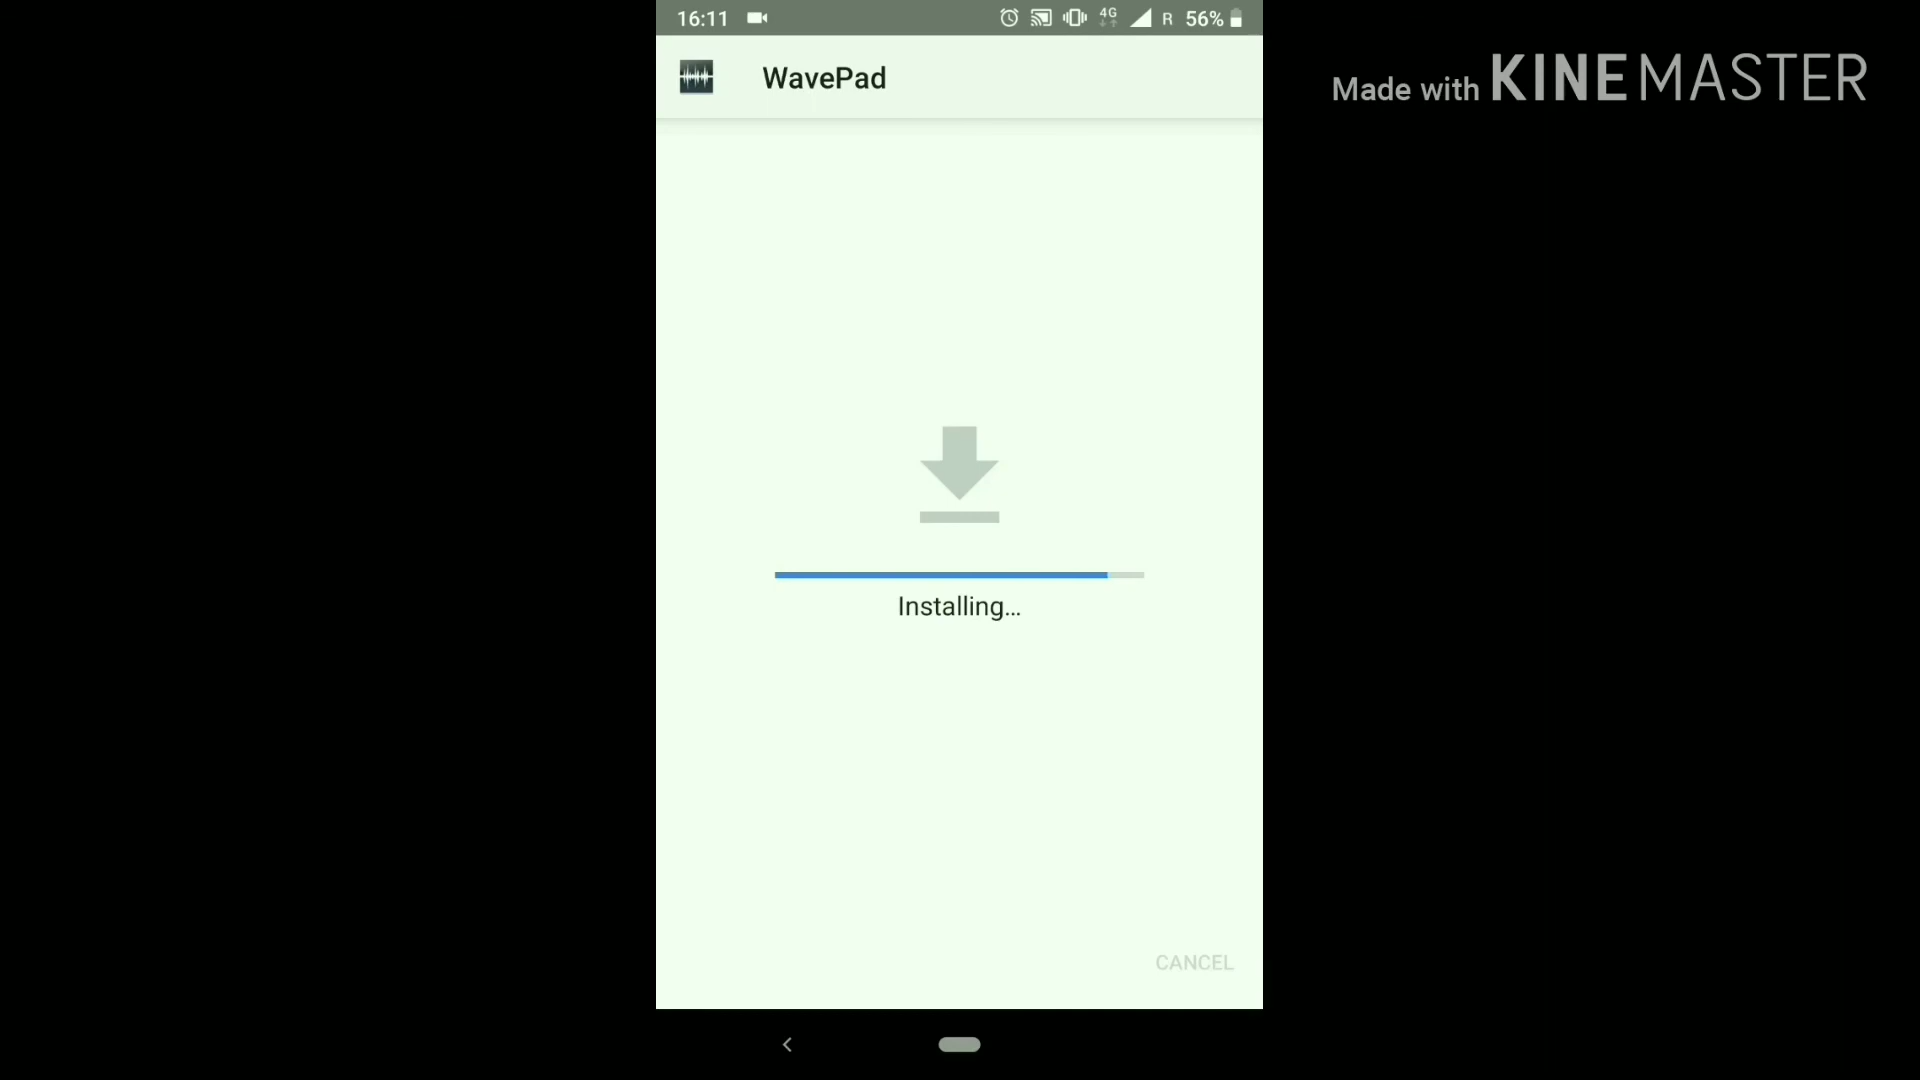 16:11 4G R 56%
Made with KINEMASTER
WavePad
Installing...
CANCEL